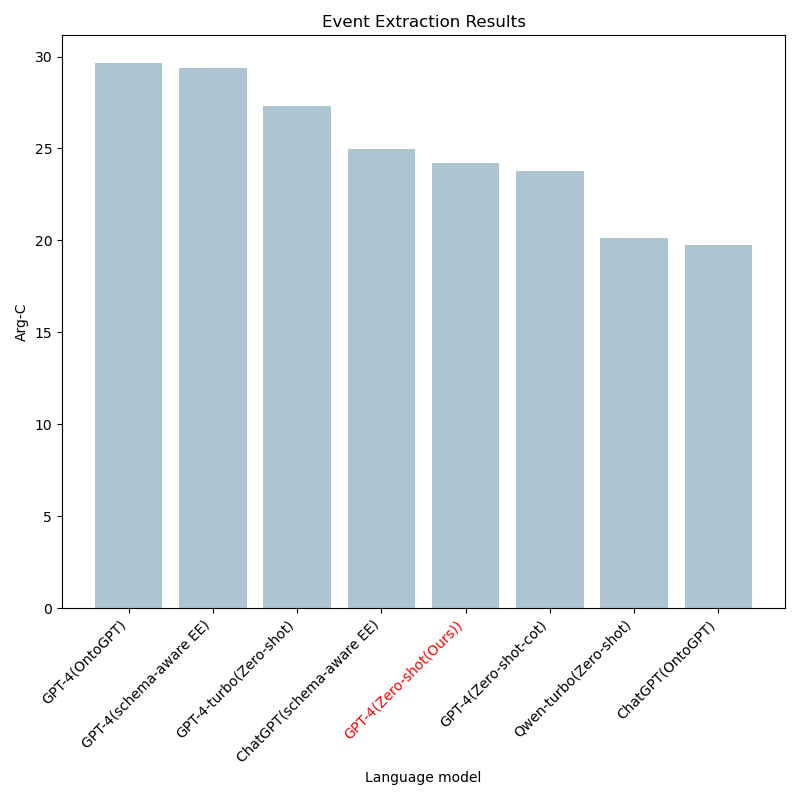 Event Extraction Results
30
25
20
15
10
5
0
Arg-C
GPT-4(OntoGPT)
GPT-4(schema-aware EE)
GPT-4-turbo(Zero-shot)
ChatGPT(schema-aware EE)
GPT-4(Zero-shot(Ours))
GPT-4(Zero-shot-cot)
Qwen-turbo(Zero-shot)
ChatGPT(OntoGPT)
Language model